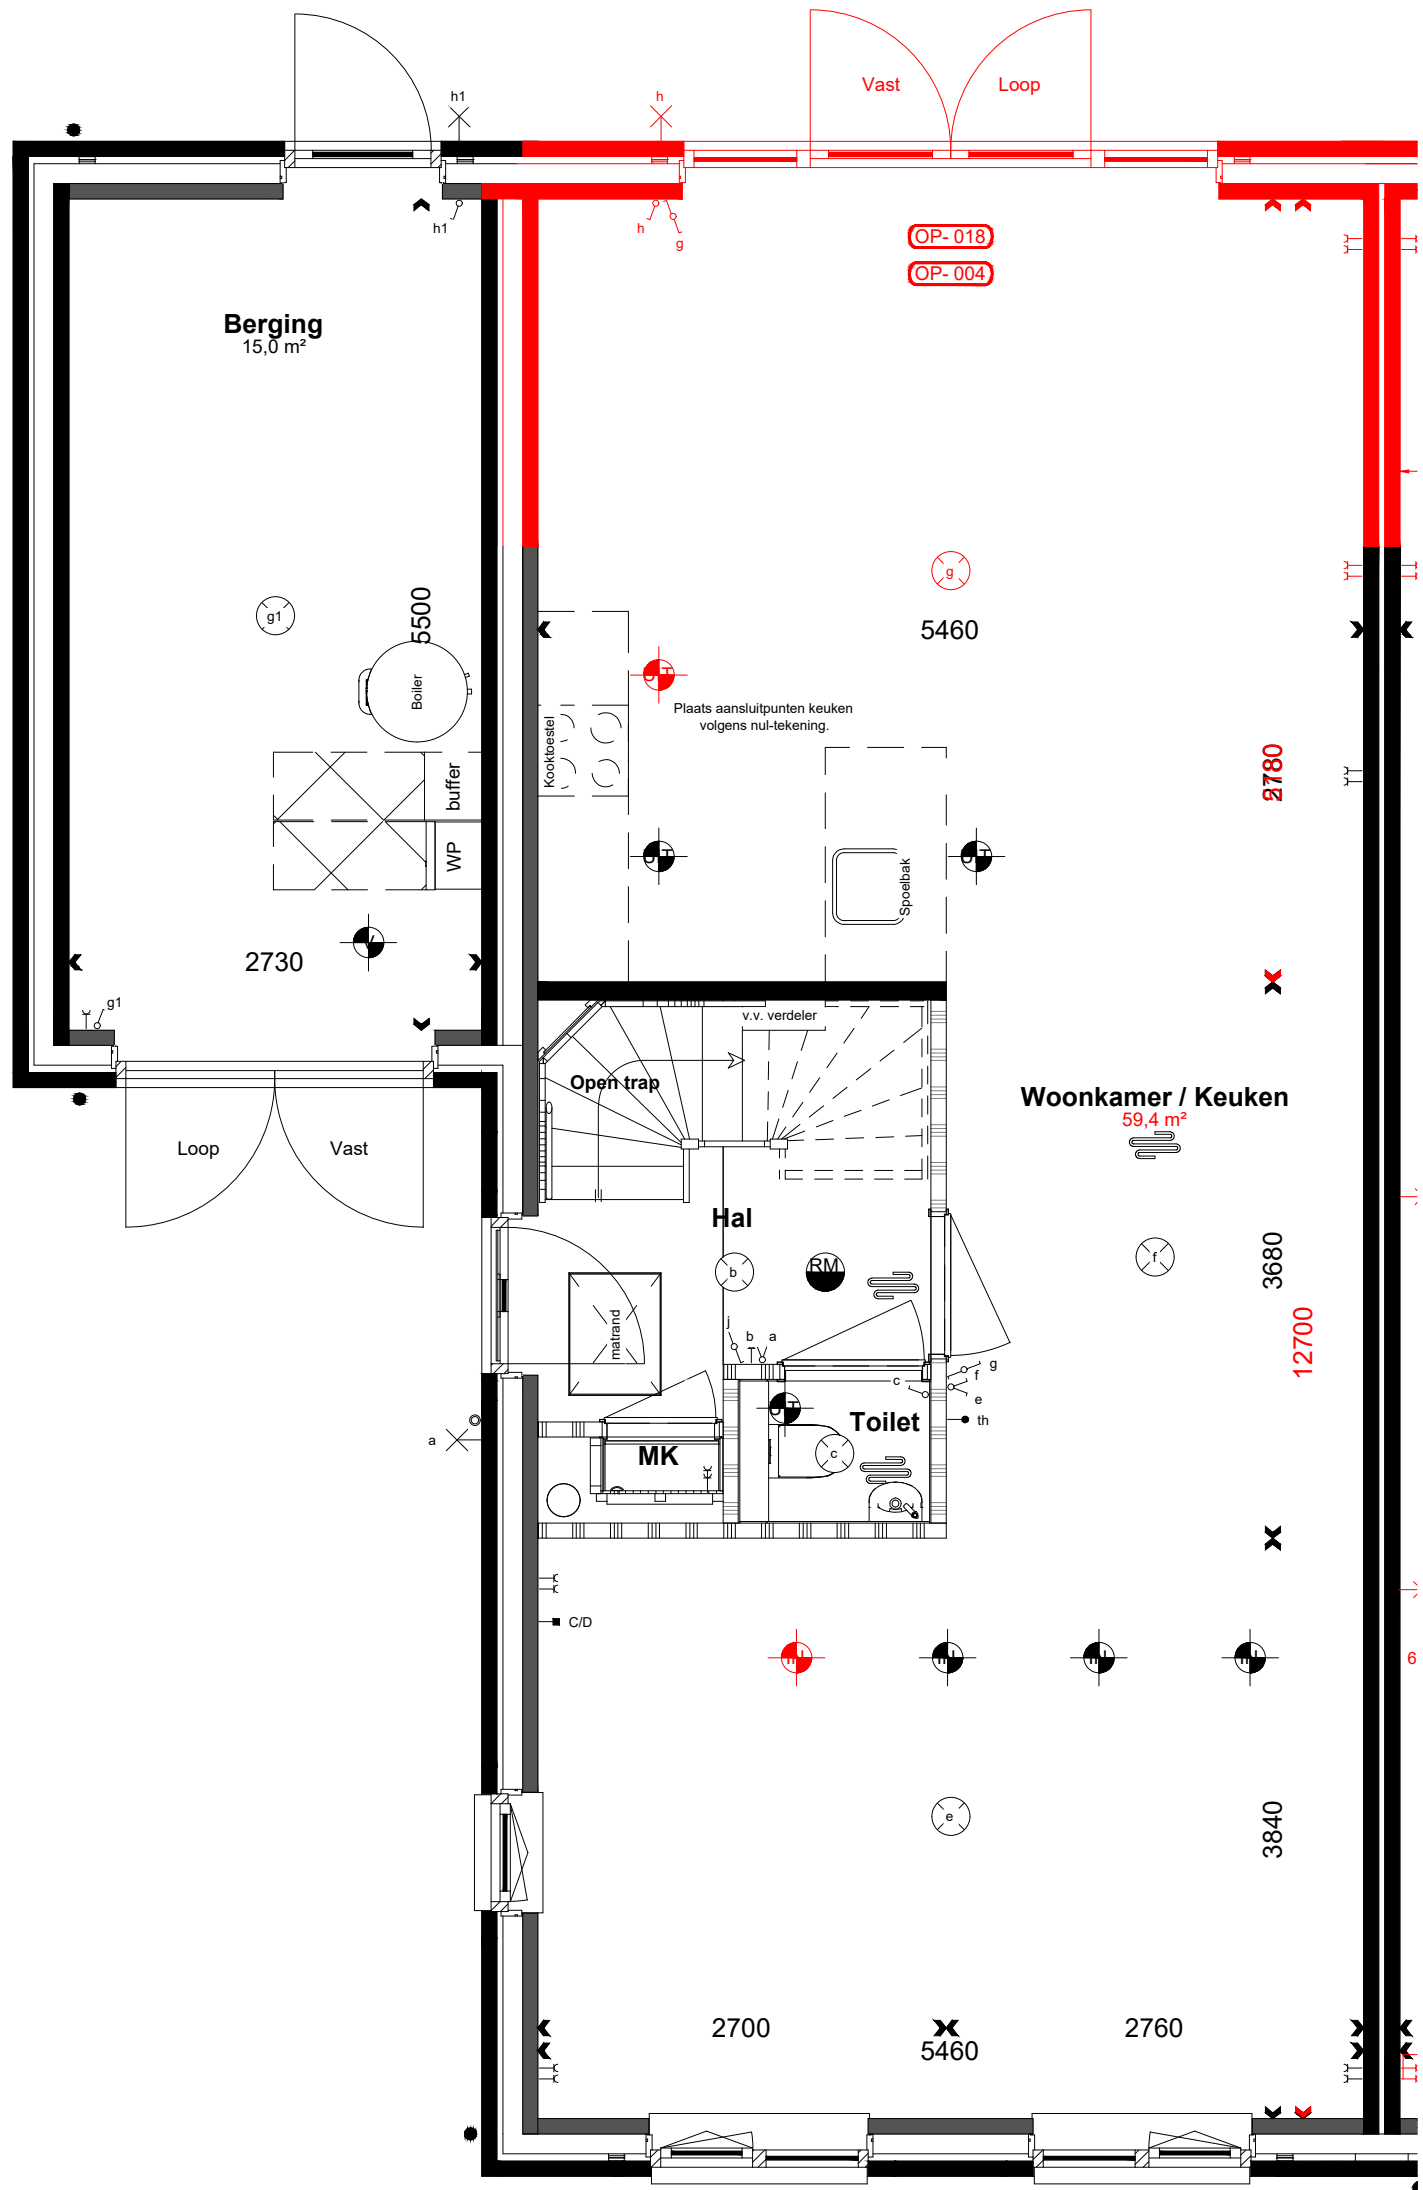 Vast
Loop
h1
h
h1
h
g
OP- 018
OP- 004
Berging
15,0 m²
g1
5500
g
5460
Boiler
Plaats aansluitpunten keuken
volgens nul-tekening.
Kooktoestel
buffer
WP
Spoelbak
V
2730
g1
v.v. verdeler
Open trap
Woonkamer / Keuken
59,4 m²
Loop
Vast
Hal
b
RM
f
3680
matrand
j
b
a
12700
g
f
c
e
th
Toilet
a
MK
c
C/D
6
e
3840
2700
2760
5460